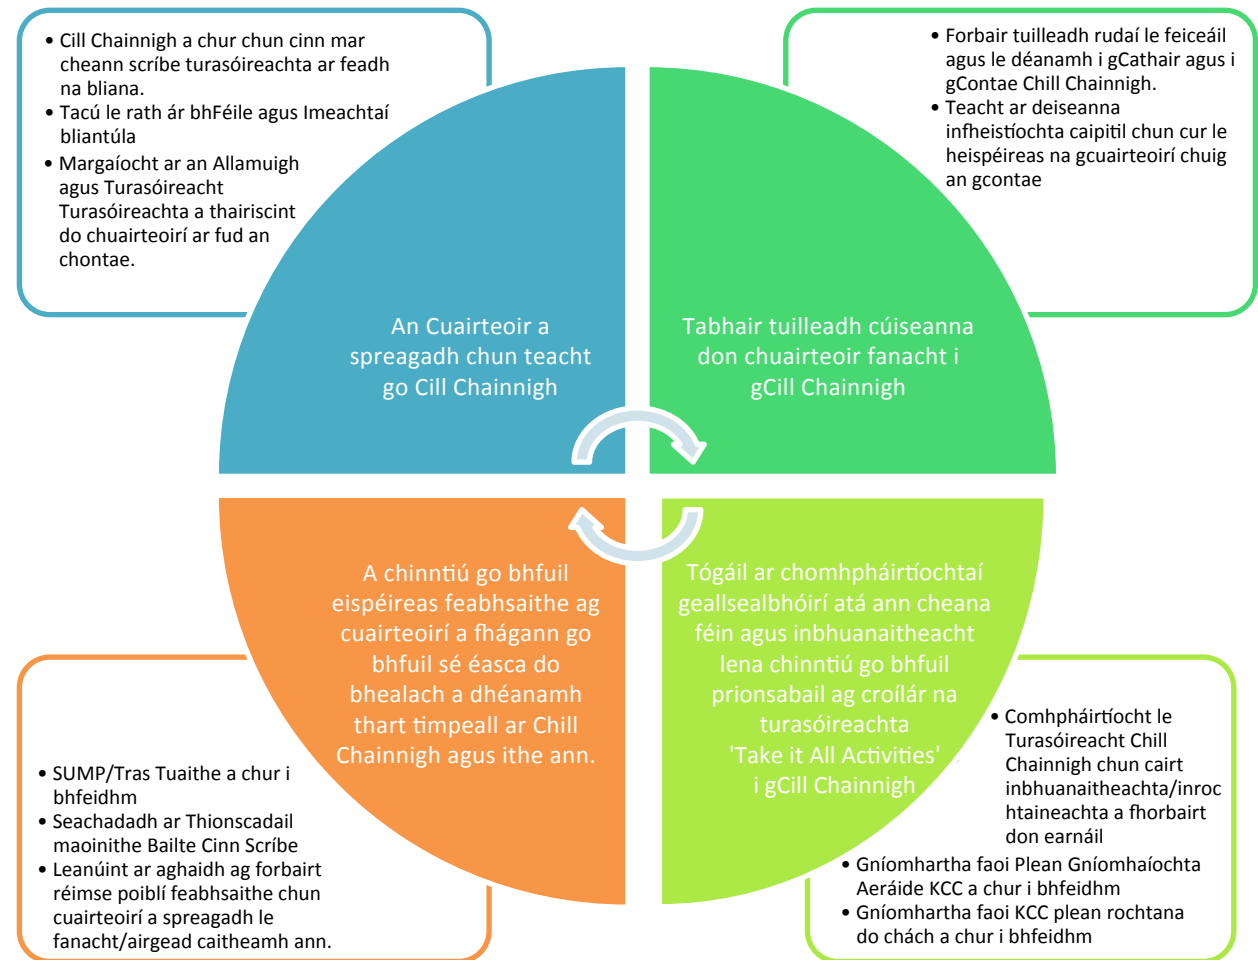 • Cill Chainnigh a chur chun cinn mar
cheann scríbe turasóireachta ar feadh
na bliana.
• Tacú le rath ár bhFéile agus Imeachtaí
bliantúla
• Margaíocht ar an Allamuigh
agus Turasóireacht
Turasóireachta a thairiscint
do chuairteoirí ar fud an
chontae.
• Forbair tuilleadh rudaí le feiceáil
agus le déanamh i gCathair agus i
gContae Chill Chainnigh.
• Teacht ar deiseanna
infheistíochta caipitil chun cur le
heispéireas na gcuairteoirí chuig
an gcontae
An Cuairteoir a
spreagadh chun teacht
go Cill Chainnigh
Tabhair tuilleadh cúiseanna
don chuairteoir fanacht i
gCill Chainnigh
A chinntiú go bhfuil
eispéireas feabhsaithe ag
cuairteoirí a fhágann go
bhfuil sé éasca do
bhealach a dhéanamh
thart timpeall ar Chill
Chainnigh agus ithe ann.
Tógáil ar chomhpháirtíochtaí
geallsealbhóirí atá ann cheana
féin agus inbhuanaitheacht
lena chinntiú go bhfuil
prionsabail ag croílár na
turasóireachta
'Take it All Activities' .
i gCill Chainnigh
• SUMP/Tras Tuaithe a chur i
bhfeidhm
• Seachadadh ar Thionscadail
maoinithe Bailte Cinn Scríbe
• Leanúint ar aghaidh ag forbairt
réimse poiblí feabhsaithe chun
cuairteoirí a spreagadh le
fanacht/airgead caitheamh ann.
• Comhpháirtíocht le
Turasóireacht Chill
Chainnigh chun cairt
inbhuanaitheachta/inroc
htaineachta a fhorbairt
don earnáil
• Gníomhartha faoi Plean Gníomhaíochta
Aeráide KCC a chur i bhfeidhm
• Gníomhartha faoi KCC plean rochtana
do chách a chur i bhfeidhm